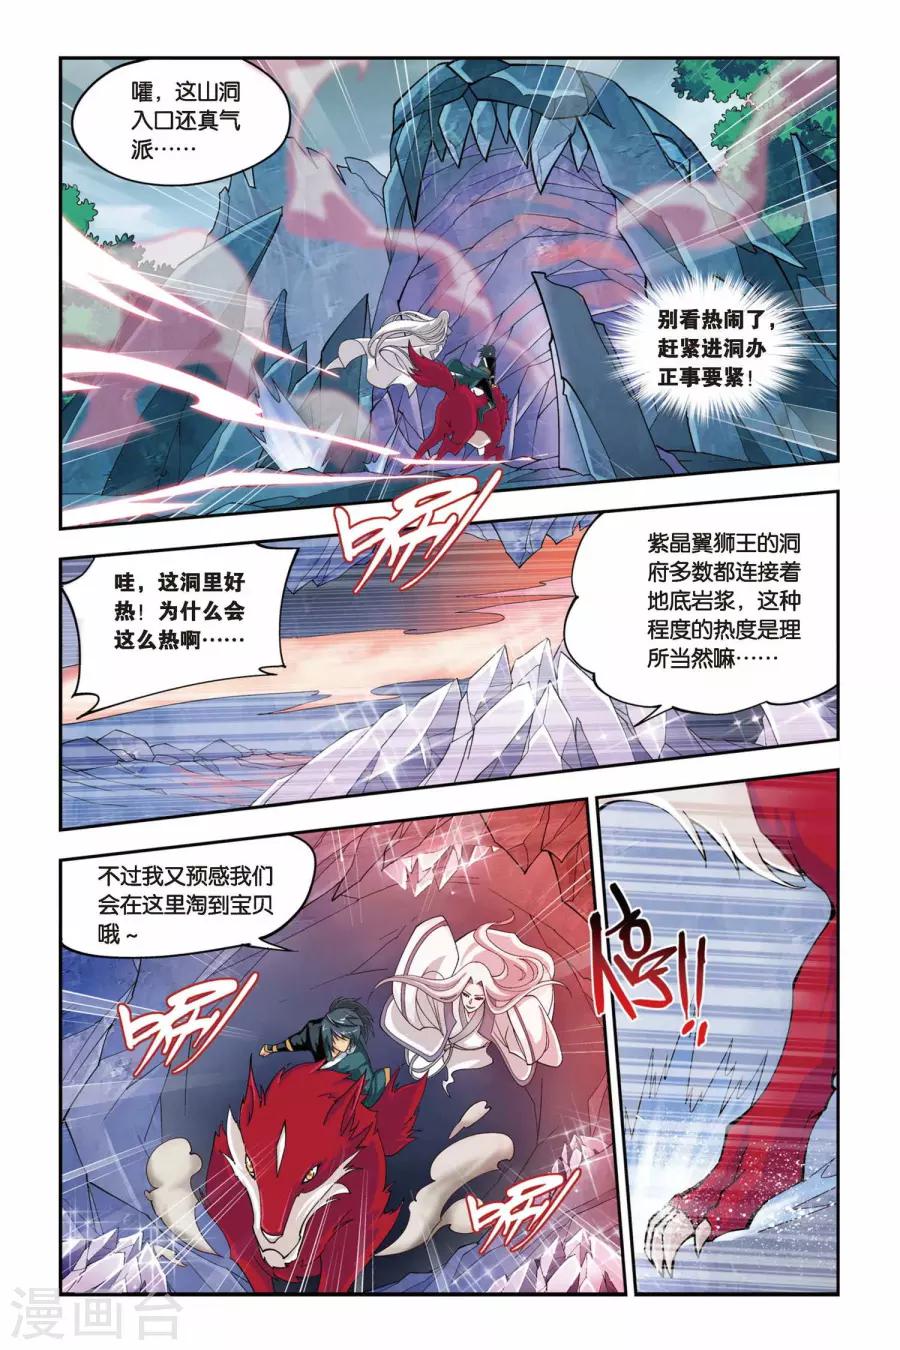 嚯，这山洞
入口还真气
派……
别看热闹了，
赶紧进洞办
正事要紧！
唰
哇，这洞里好
热！为什么会
这么热啊……
紫晶翼狮王的洞
府多数都连接着
地底岩浆，这种
程度的热度是理
所当然嘛……
不过我又预感我们
会在这里淘到宝贝
哦～
唰
唰
停!!
漫画台